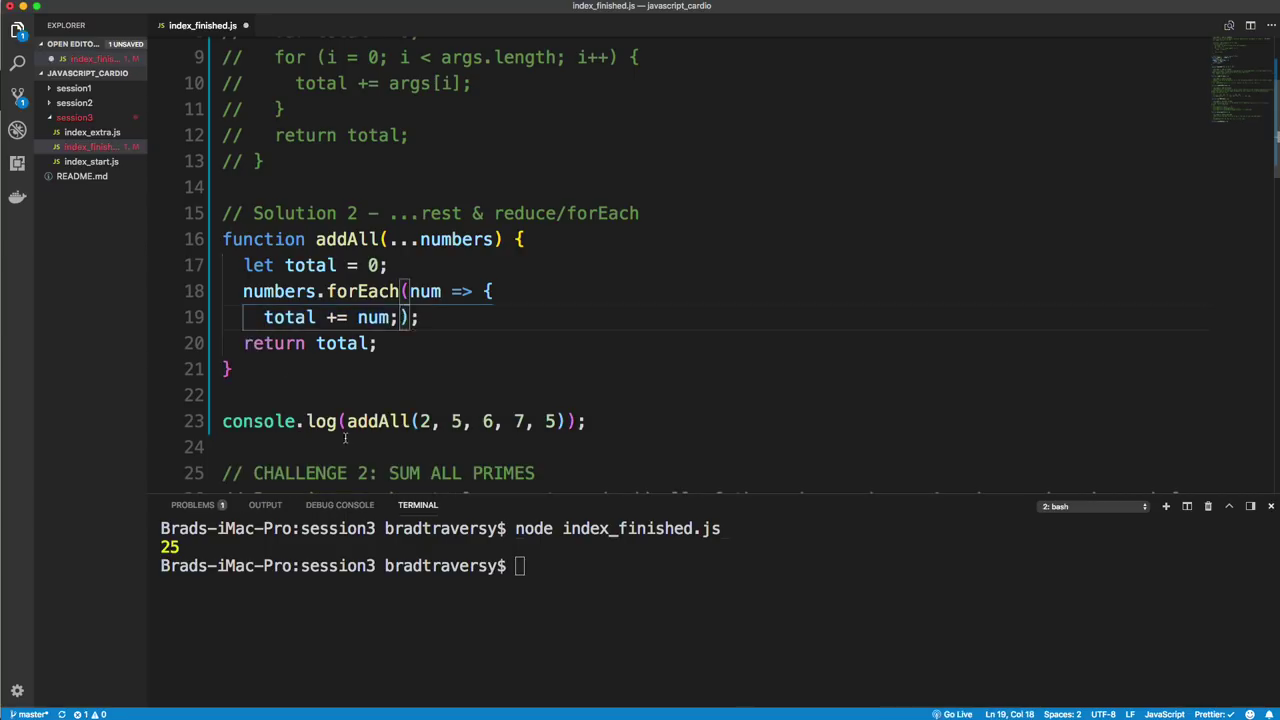 index_finished.js — javascript_cardio
EXPLORER
index_finished.js
OPEN EDITO... 1 UNSAVED
index_finis... 1, M
JAVASCRIPT_CARDIO
session1
session2
session3
index_extra.js
index_finish... 1, M
index_start.js
README.md
9 // for (i = 0; i < args.length; i++) {
10 // total += args[i];
11 // }
12 // return total;
13 // }
14
15 // Solution 2 - ...rest & reduce/forEach
16 function addAll(...numbers) {
17 let total = 0;
18 numbers.forEach(num => {
19 total += num;);
20 return total;
21 }
22
23 console.log(addAll(2, 5, 6, 7, 5));
24
25 // CHALLENGE 2: SUM ALL PRIMES
PROBLEMS 1 OUTPUT DEBUG CONSOLE TERMINAL 2: bash
Brads-iMac-Pro:session3 bradtraversy$ node index_finished.js
25
Brads-iMac-Pro:session3 bradtraversy$
master* 1 0 Go Live Ln 19, Col 18 Spaces: 2 UTF-8 LF JavaScript Prettier: ✓